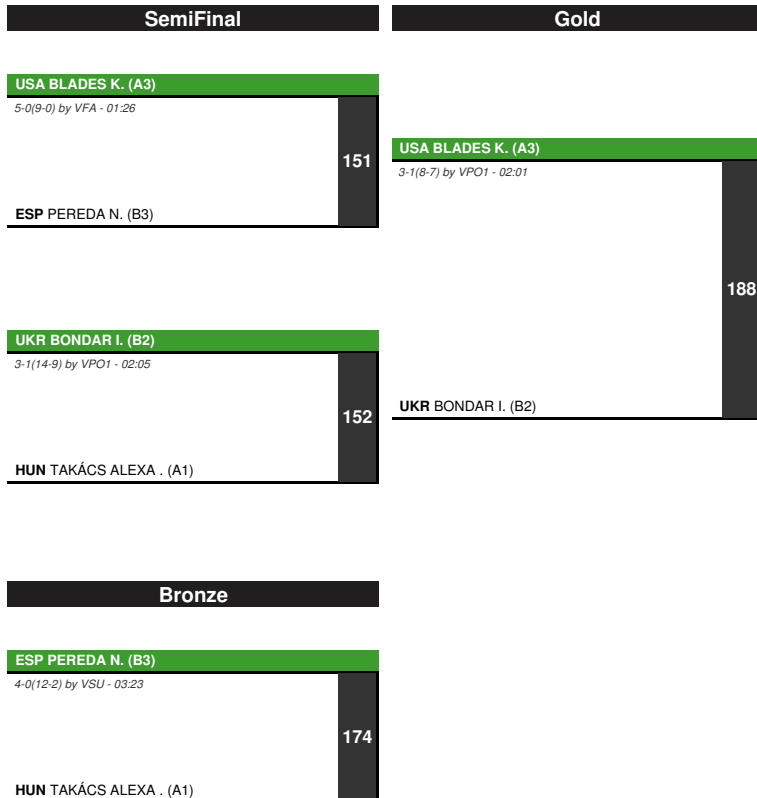 SemiFinal
USA BLADES K. (A3)
5-0(9-0) by VFA - 01:26
151
ESP PEREDA N. (B3)
UKR BONDAR I. (B2)
3-1(14-9) by VPO1 - 02:05
152
HUN TAKÁCS ALEXA . (A1)
Gold
USA BLADES K. (A3)
3-1(8-7) by VPO1 - 02:01
188
UKR BONDAR I. (B2)
Bronze
ESP PEREDA N. (B3)
4-0(12-2) by VSU - 03:23
174
HUN TAKÁCS ALEXA . (A1)